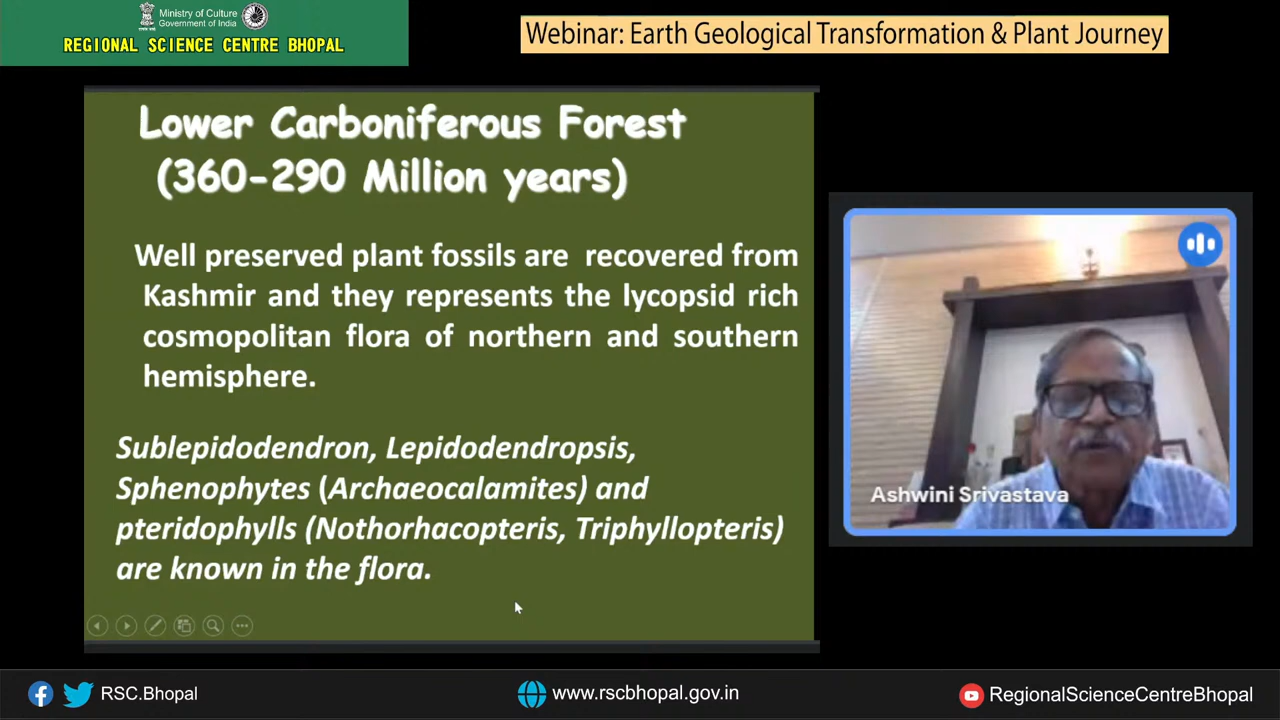 Ministry of Culture
Government of India
REGIONAL SCIENCE CENTRE BHOPAL
Webinar: Earth Geological Transformation & Plant Journey
Lower Carboniferous Forest
(360-290 Million years)
Well preserved plant fossils are recovered from
Kashmir and they represents the lycopsid rich
cosmopolitan flora of northern and southern
hemisphere.
Sublepidodendron, Lepidodendropsis,
Sphenophytes (Archaeocalamites) and
pteridophylls (Nothorhacopteris, Triphyllopteris)
are known in the flora.
Ashwini Srivastava
RSC.Bhopal
www.rscbhopal.gov.in
RegionalScienceCentreBhopal